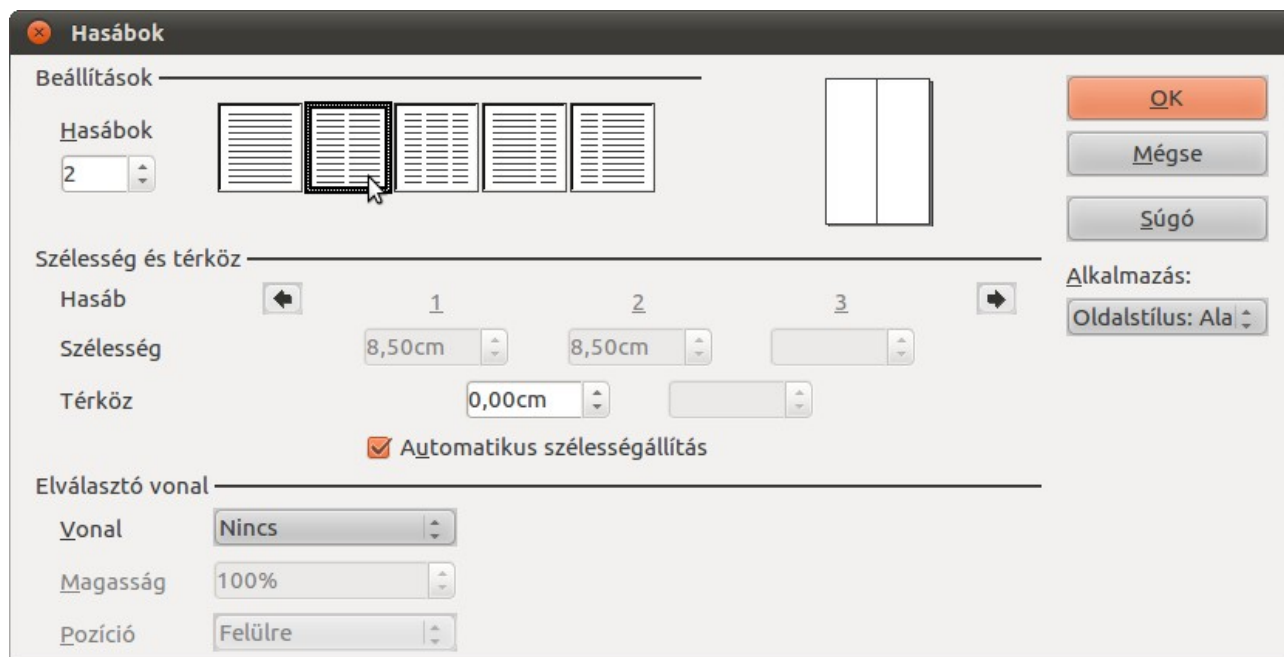 Hasábok
Beállítások
Hasábok
2
OK
Mégse
Súgó
Alkalmazás:
Oldalstílus: Ala
Szélesség és térköz
Hasáb 1 2 3
Szélesség 8,50cm 8,50cm
Térköz 0,00cm
Automatikus szélességállítás
Elválasztó vonal
Vonal Nincs
Magasság 100%
Pozíció Felülre